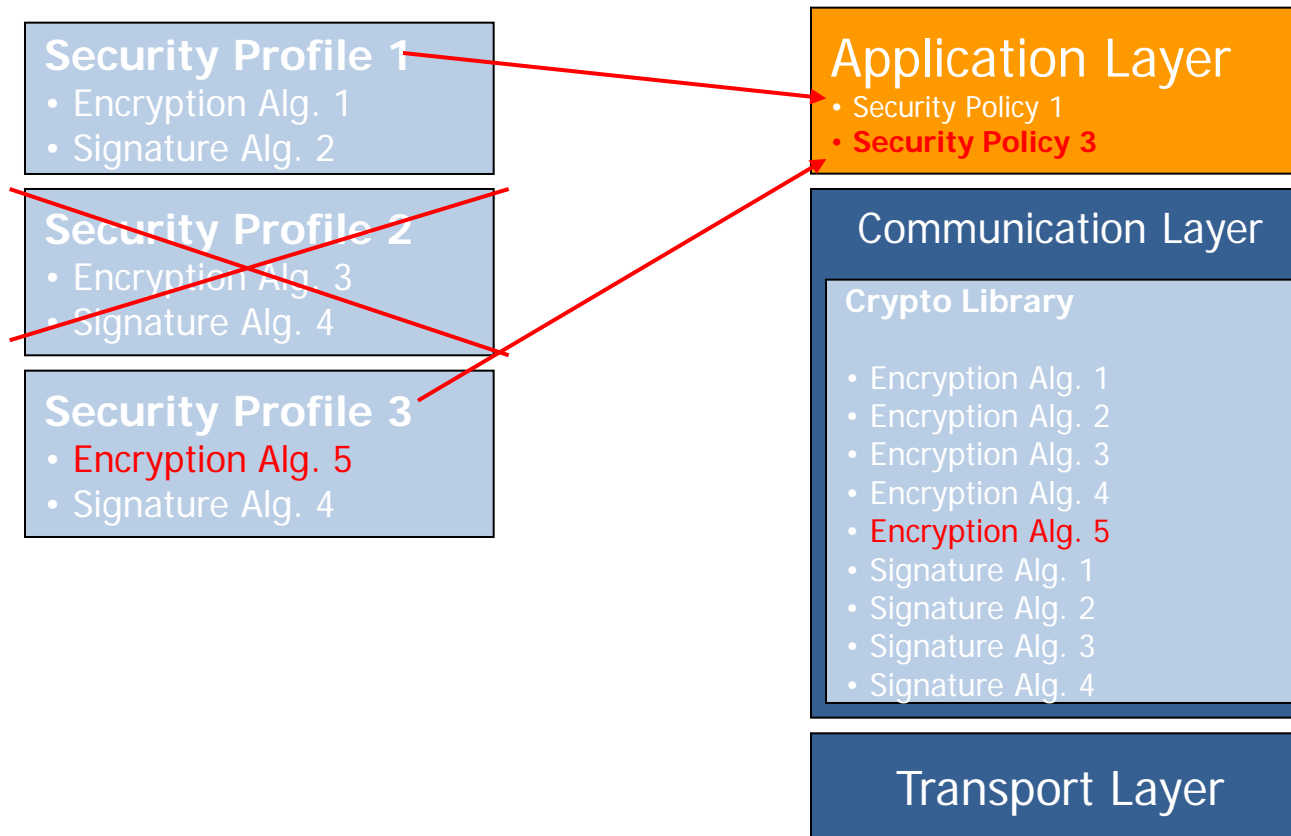 Security Profile 1
• Encryption Alg. 1
• Signature Alg. 2
Security Profile 2
• Encryption Alg. 3
• Signature Alg. 4
Security Profile 3
• Encryption Alg. 5
• Signature Alg. 4
Application Layer
• Security Policy 1
• Security Policy 3
Communication Layer
Crypto Library
• Encryption Alg. 1
• Encryption Alg. 2
• Encryption Alg. 3
• Encryption Alg. 4
• Encryption Alg. 5
• Signature Alg. 1
• Signature Alg. 2
• Signature Alg. 3
• Signature Alg. 4
Transport Layer